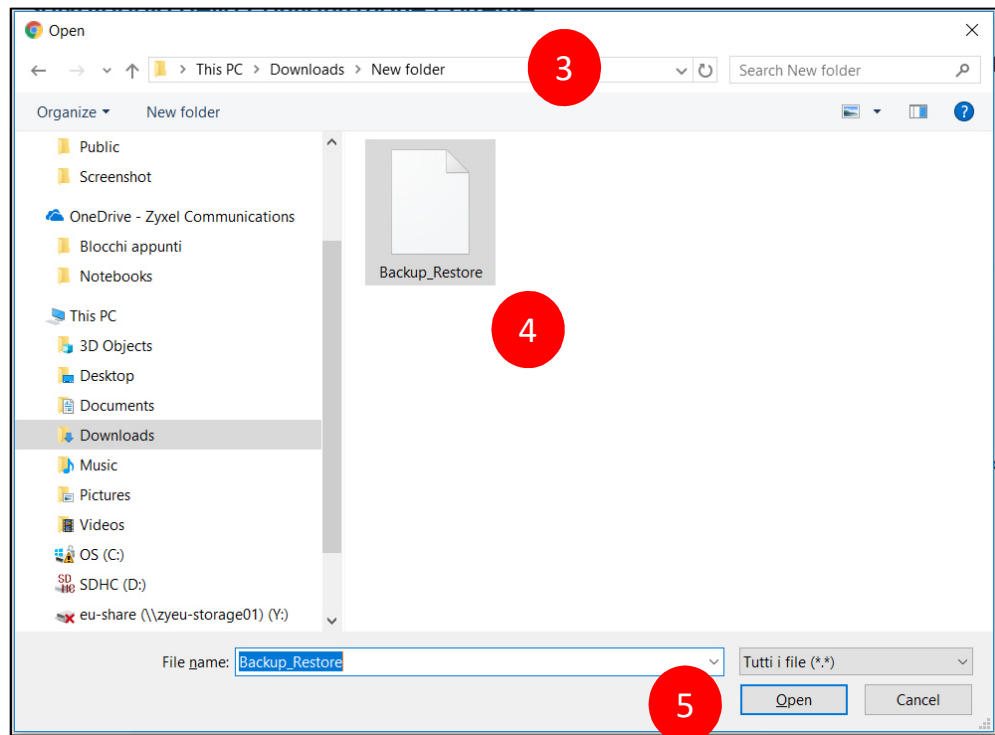 Open
This PC > Downloads > New folder
3
Search New folder
Organize
New folder
Public
Screenshot
OneDrive - Zyxel Communications
Blocchi appunti
Notebooks
This PC
3D Objects
Desktop
Documents
Downloads
Music
Pictures
Videos
OS (C:)
SDHC (D:)
eu-share (\\zyeu-storage01) (Y:)
Backup_Restore
4
File name: Backup_Restore
Tutti i file (*.*)
5
Open
Cancel